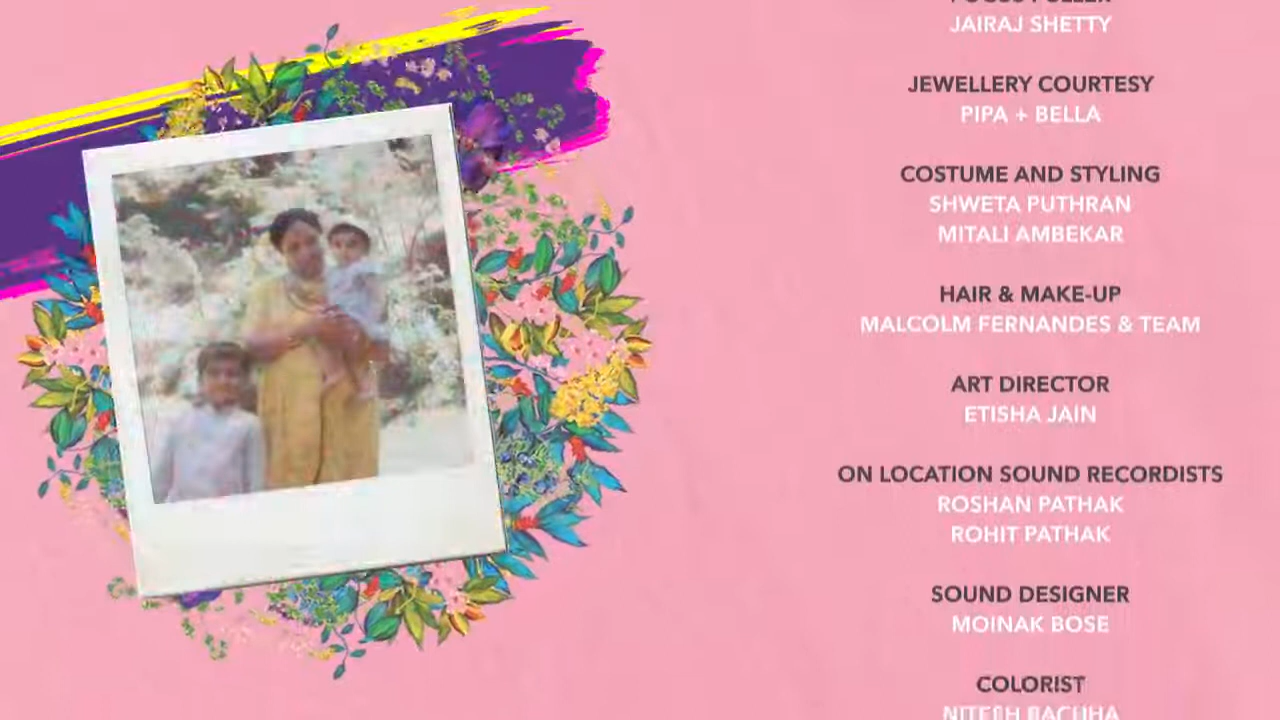 JAIRAJ SHETTY
JEWELLERY COURTESY
PIPA + BELLA
COSTUME AND STYLING
SHWETA PUTHRAN
MITALI AMBEKAR
HAIR & MAKE-UP
MALCOLM FERNANDES & TEAM
ART DIRECTOR
ETISHA JAIN
ON LOCATION SOUND RECORDISTS
ROSHAN PATHAK
ROHIT PATHAK
SOUND DESIGNER
MOINAK BOSE
COLORIST